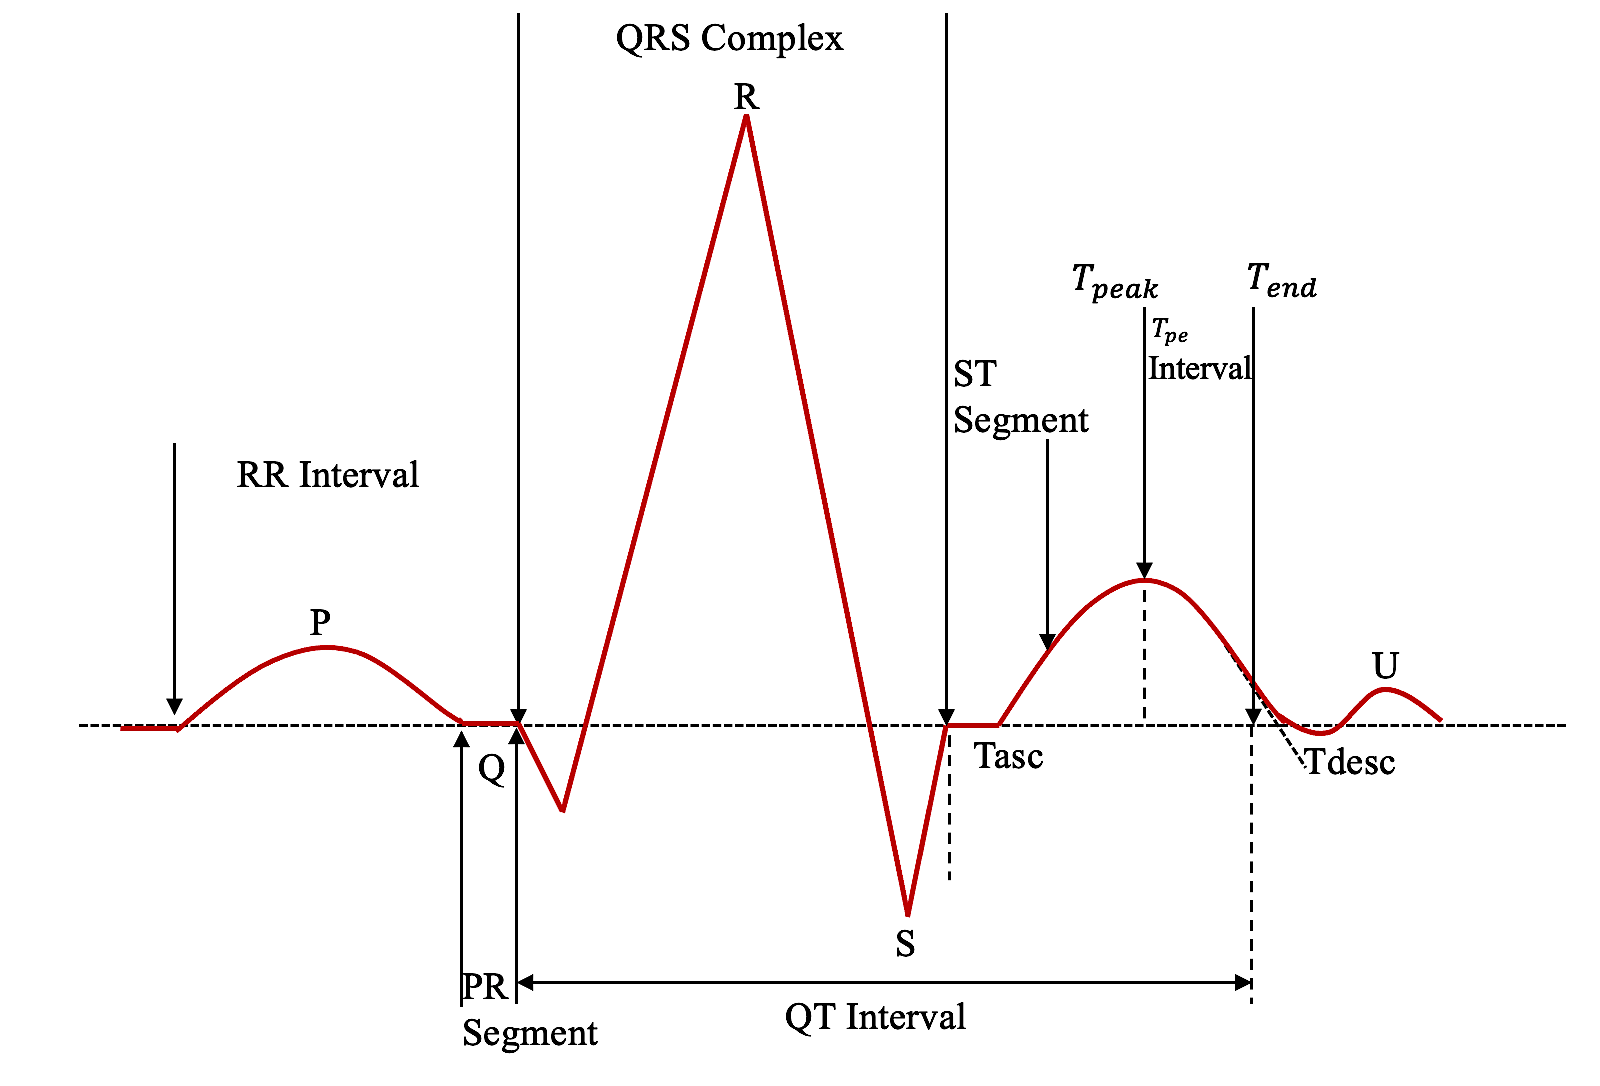 QRS Complex
R
T_peak
T_end
T_pe
Interval
ST
Segment
RR Interval
P
U
Q
Tasc
Tdesc
S
PR
Segment
QT Interval